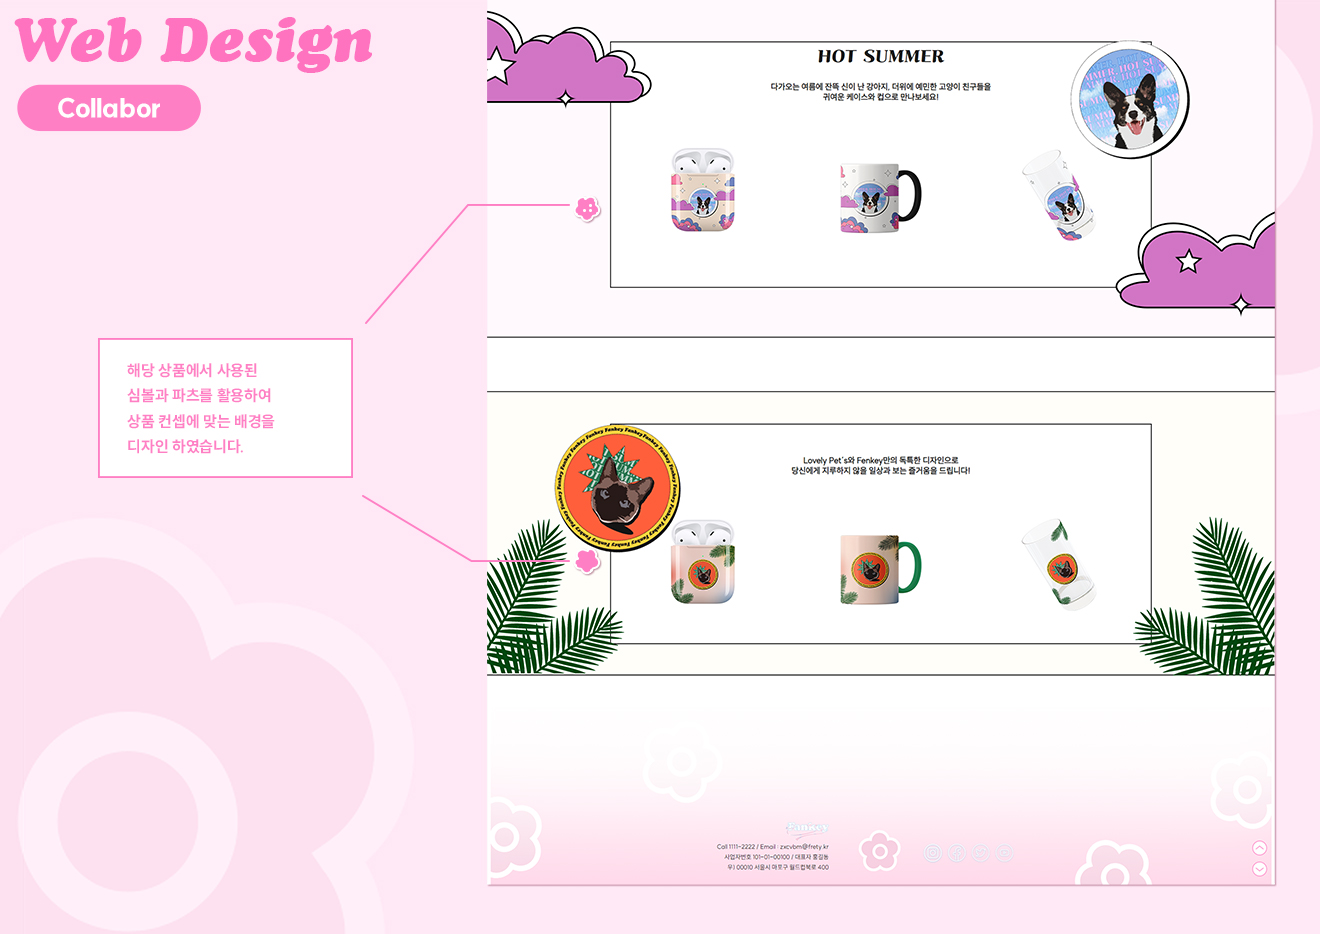 Web Design
Collabor
해당 상품에서 사용된
심볼과 파츠를 활용하여
상품 컨셉에 맞는 배경을
디자인 하였습니다.
HOT SUMMER
다가오는 여름에 잔뜩 신이 난 강아지, 더위에 예민한 고양이 친구들을
귀여운 케이스와 컵으로 만나보세요!
Lovely Pet's와 Fenkey만의 독특한 디자인으로
당신에게 지루하지 않을 일상과 보는 즐거움을 드립니다!
Fenkey Fenkey Fenkey Fenkey Fenkey
Call 1111-2222 / Email : zxcvbm@frety.kr
사업자번호 101-01-00100 / 대표자 홍길동
우) 00010 서울시 마포구 월드컵북로 400